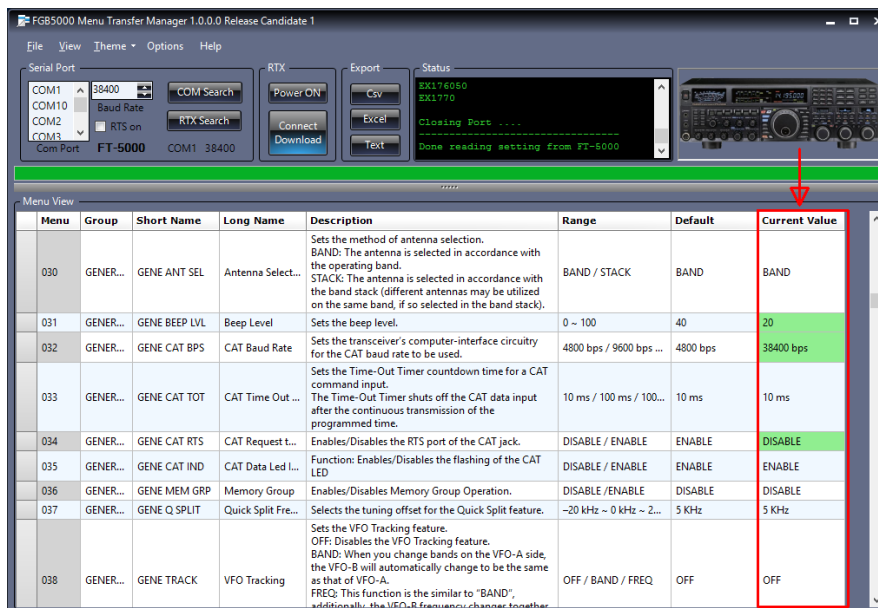 FGB5000 Menu Transfer Manager 1.0.0.0 Release Candidate 1
File View Theme Options Help
Serial Port
COM1
COM10
COM2
COM3
Com Port
38400
Baud Rate
RTS on
FT-5000
COM Search
RTX Search
COM1 38400
RTX
Power ON
Connect
Download
Export
Csv
Excel
Text
Status
EX176050
EX1770
Closing Port ....
---------------------------------
Done reading setting from FT-5000
Menu View
Menu Group Short Name Long Name Description Range Default Current Value
030 GENER... GENE ANT SEL Antenna Select... Sets the method of antenna selection.
BAND: The antenna is selected in accordance with
the operating band.
STACK: The antenna is selected in accordance with
the band stack (different antennas may be utilized
on the same band, if so selected in the band stack).
BAND / STACK BAND BAND
031 GENER... GENE BEEP LVL Beep Level Sets the beep level. 0 ~ 100 40 20
032 GENER... GENE CAT BPS CAT Baud Rate Sets the transceiver's computer-interface circuitry
for the CAT baud rate to be used.
4800 bps / 9600 bps ... 4800 bps 38400 bps
033 GENER... GENE CAT TOT CAT Time Out ... Sets the Time-Out Timer countdown time for a CAT
command input.
The Time-Out Timer shuts off the CAT data input
after the continuous transmission of the
programmed time.
10 ms / 100 ms / 100... 10 ms 10 ms
034 GENER... GENE CAT RTS CAT Request t... Enables/Disables the RTS port of the CAT jack. DISABLE / ENABLE ENABLE DISABLE
035 GENER... GENE CAT IND CAT Data Led I... Function: Enables/Disables the flashing of the CAT
LED
DISABLE / ENABLE ENABLE ENABLE
036 GENER... GENE MEM GRP Memory Group Enables/Disables Memory Group Operation. DISABLE /ENABLE DISABLE DISABLE
037 GENER... GENE Q SPLIT Quick Split Fre... Selects the tuning offset for the Quick Split feature. –20 kHz ~ 0 kHz ~ 2... 5 KHz 5 KHz
038 GENER... GENE TRACK VFO Tracking Sets the VFO Tracking feature.
OFF: Disables the VFO Tracking feature.
BAND: When you change bands on the VFO-A side,
the VFO-B will automatically change to be the same
as that of VFO-A.
FREQ: This function is the similar to "BAND",
additionally, the VFO-B frequency changes together
OFF / BAND / FREQ OFF OFF